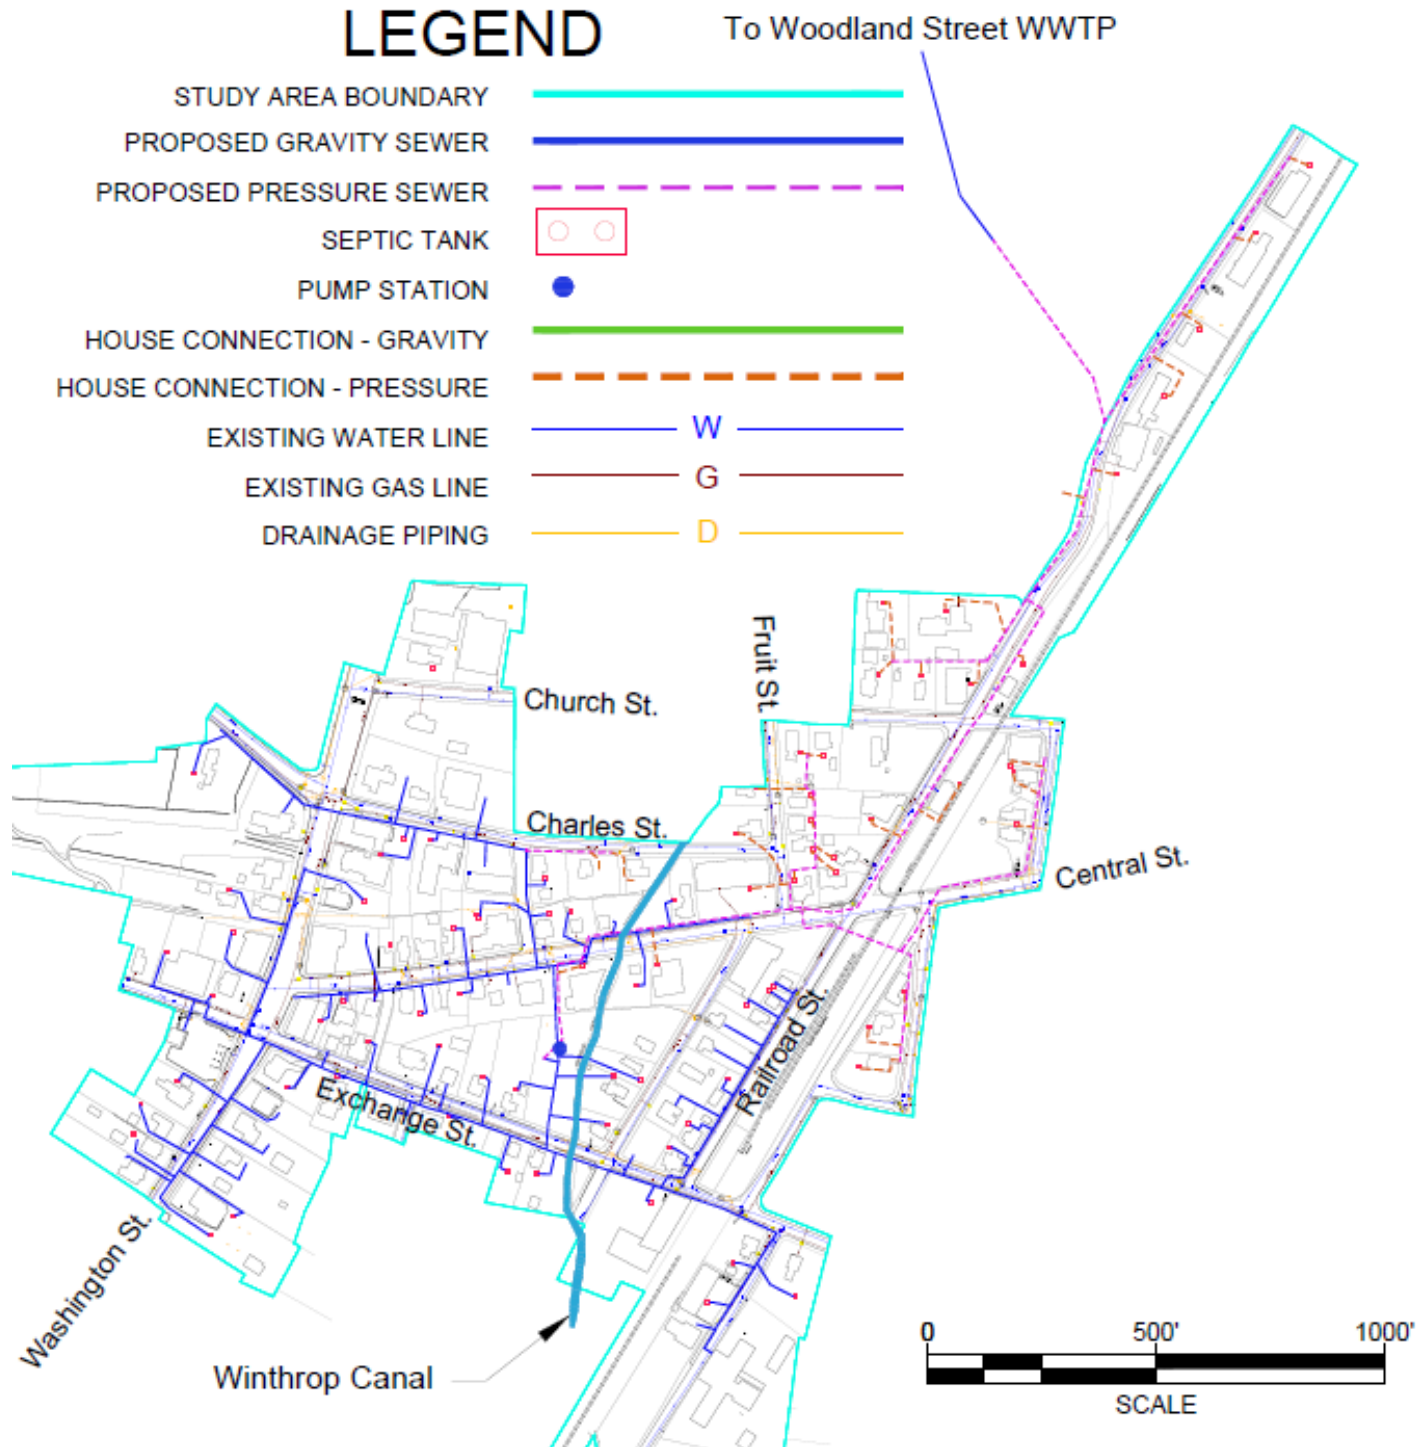 LEGEND
To Woodland Street WWTP
STUDY AREA BOUNDARY
PROPOSED GRAVITY SEWER
PROPOSED PRESSURE SEWER
SEPTIC TANK
PUMP STATION
HOUSE CONNECTION - GRAVITY
HOUSE CONNECTION - PRESSURE
EXISTING WATER LINE
W
EXISTING GAS LINE
G
DRAINAGE PIPING
D
Fruit St.
Church St.
Charles St.
Central St.
Railroad St.
Exchange St.
Washington St.
Winthrop Canal
0 500' 1000'
SCALE